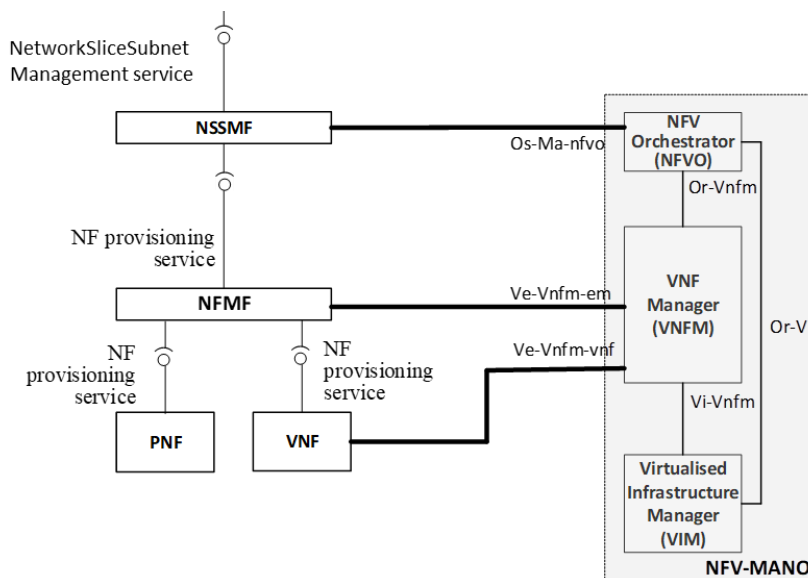 NetworkSliceSubnet
Management service
NSSMF
Os-Ma-nfvo
NFV
Orchestrator
(NFVO)
Or-Vnfm
NF provisioning
service
NFMF
Ve-Vnfm-em
VNF
Manager
(VNFM)
Or-V
Ve-Vnfm-vnf
NF
provisioning
service
NF
provisioning
service
Vi-Vnfm
PNF
VNF
Virtualised
Infrastructure
Manager
(VIM)
NFV-MANO